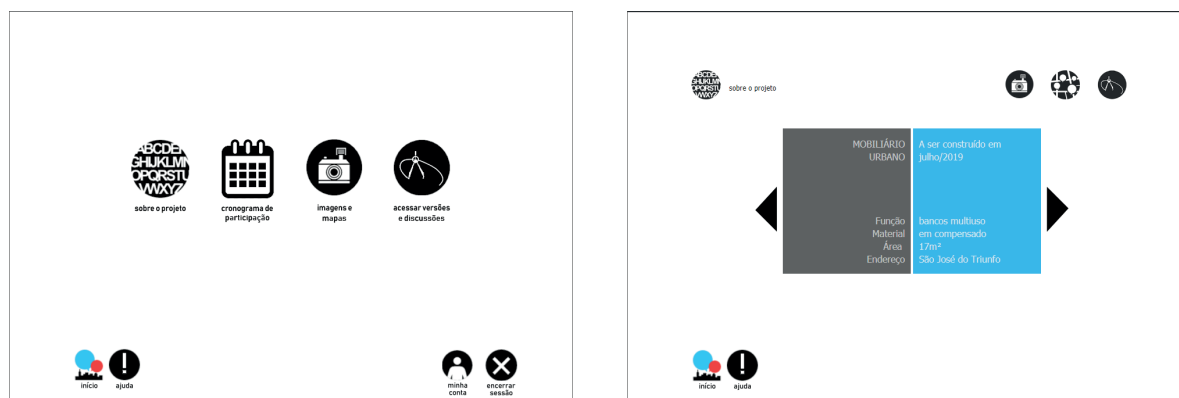 ABCDE
GHIJKLMN
OPQRSTU
VWXYZ
sobre o projeto
cronograma de
participação
imagens e
mapas
acessar versões
e discussões
início
ajuda
minha
conta
encerrar
sessão
sobre o projeto
MOBILIÁRIO
URBANO
A ser construído em
julho/2019
Função
bancos multiuso
Material
em compensado
Área
17m²
Endereço
São José do Triunfo
início
ajuda